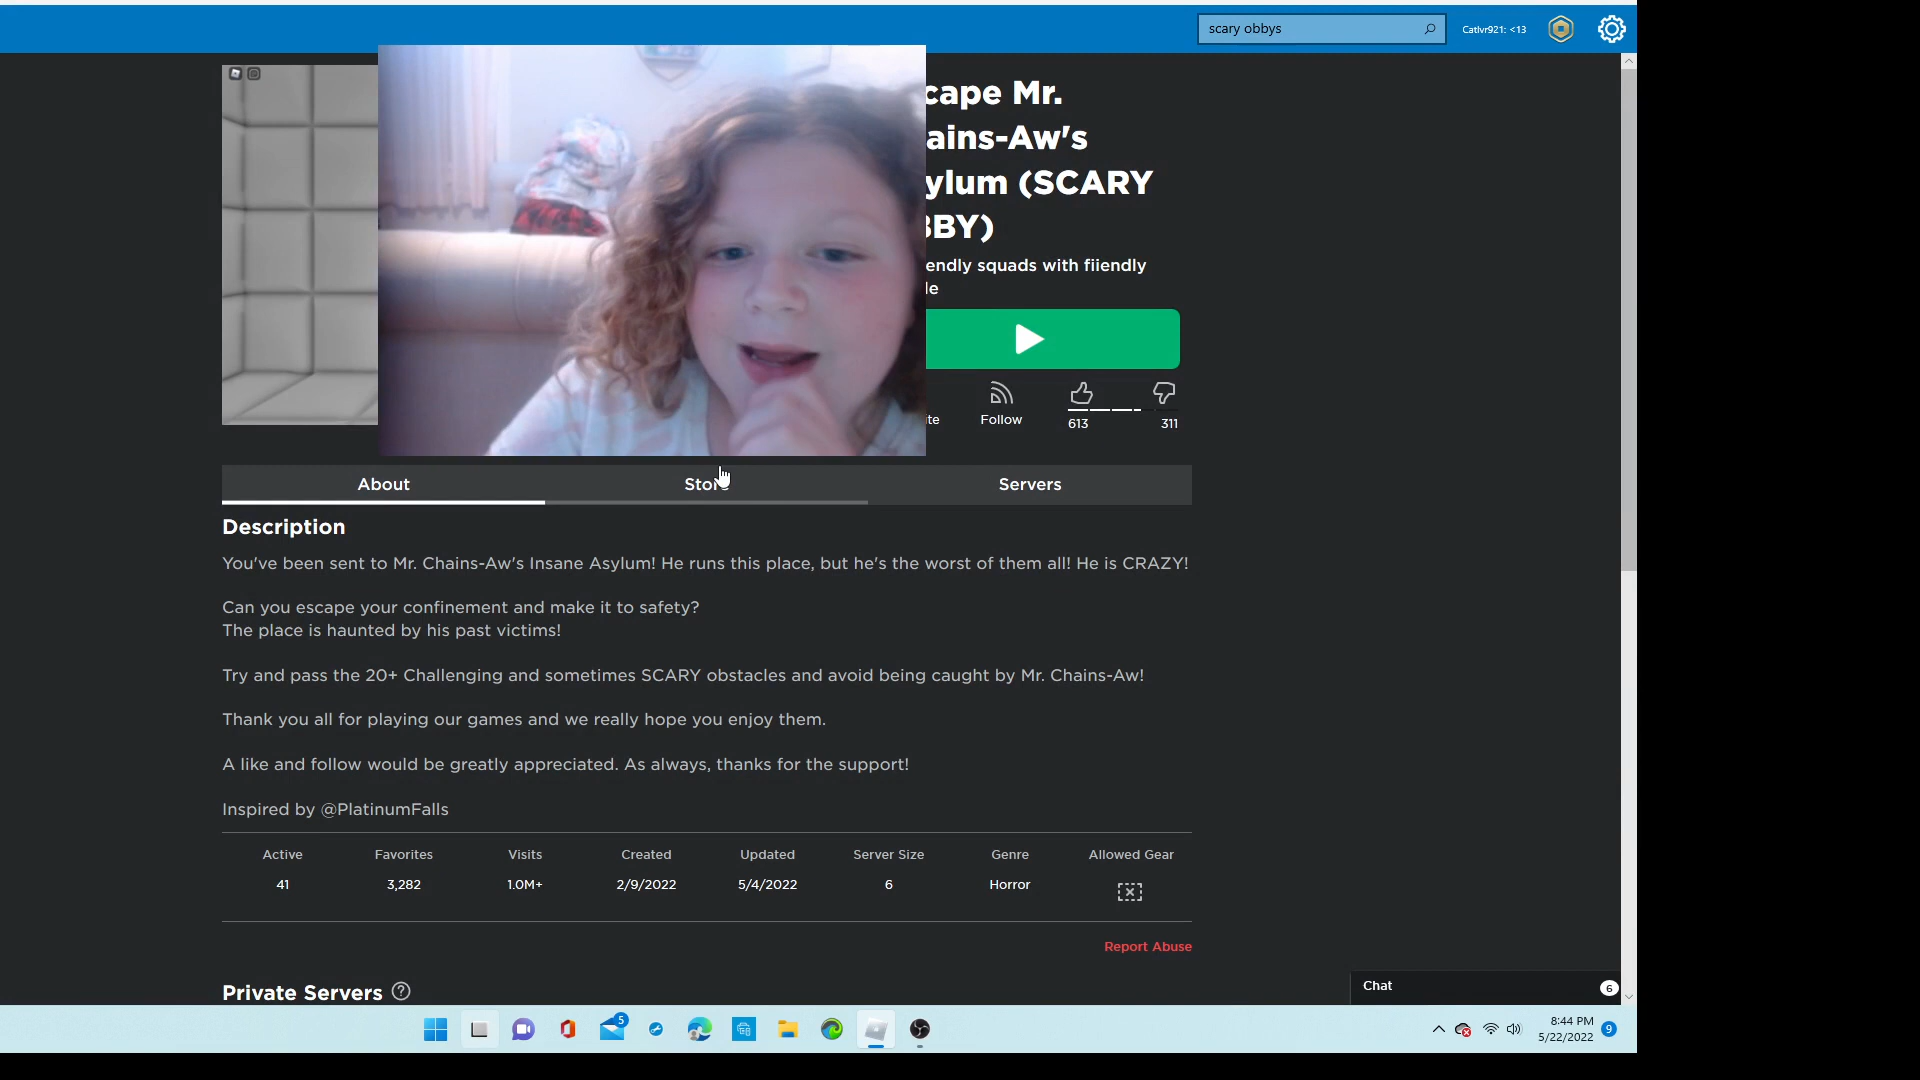 scary obbys
Catlvr921: <13
cape Mr.
ains-Aw's
ylum (SCARY
BBY)
endly squads with fiiendly
le
ite
Follow
613
311
About
Store
Servers
Description
You've been sent to Mr. Chains-Aw's Insane Asylum! He runs this place, but he's the worst of them all! He is CRAZY!
Can you escape your confinement and make it to safety?
The place is haunted by his past victims!
Try and pass the 20+ Challenging and sometimes SCARY obstacles and avoid being caught by Mr. Chains-Aw!
Thank you all for playing our games and we really hope you enjoy them.
A like and follow would be greatly appreciated. As always, thanks for the support!
Inspired by @PlatinumFalls
Active Favorites Visits Created Updated Server Size Genre Allowed Gear
41 3,282 1.0M+ 2/9/2022 5/4/2022 6 Horror
Report Abuse
Private Servers ?
Chat 6
5
8:44 PM
5/22/2022 9